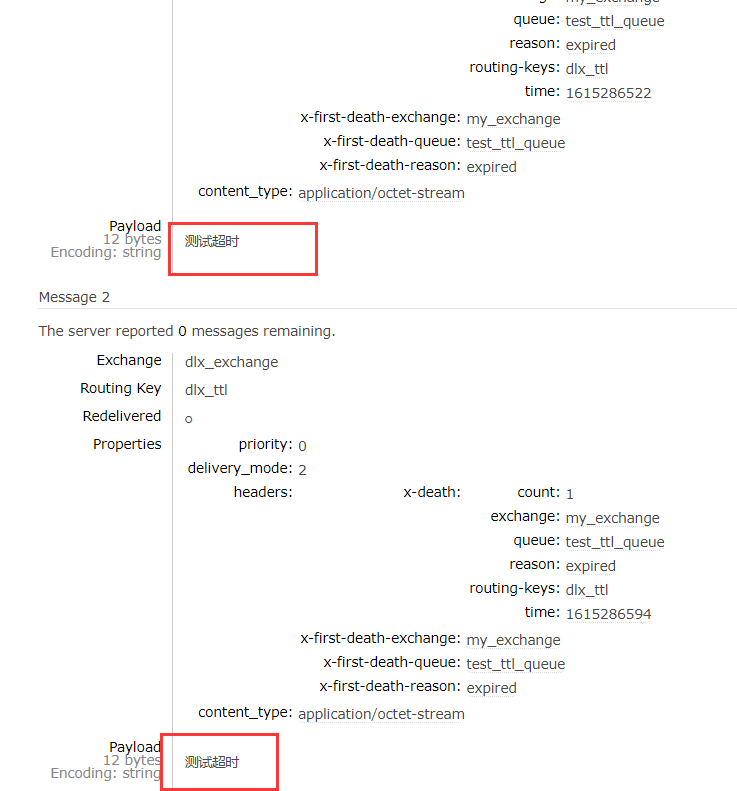 my_exchange
queue: test_ttl_queue
reason: expired
routing-keys: dlx_ttl
time: 1615286522
x-first-death-exchange: my_exchange
x-first-death-queue: test_ttl_queue
x-first-death-reason: expired
content_type: application/octet-stream
Payload
12 bytes
Encoding: string
测试超时
Message 2
The server reported 0 messages remaining.
Exchange dlx_exchange
Routing Key dlx_ttl
Redelivered ○
Properties priority: 0
delivery_mode: 2
headers: x-death: count: 1
exchange: my_exchange
queue: test_ttl_queue
reason: expired
routing-keys: dlx_ttl
time: 1615286594
x-first-death-exchange: my_exchange
x-first-death-queue: test_ttl_queue
x-first-death-reason: expired
content_type: application/octet-stream
Payload
12 bytes
Encoding: string
测试超时